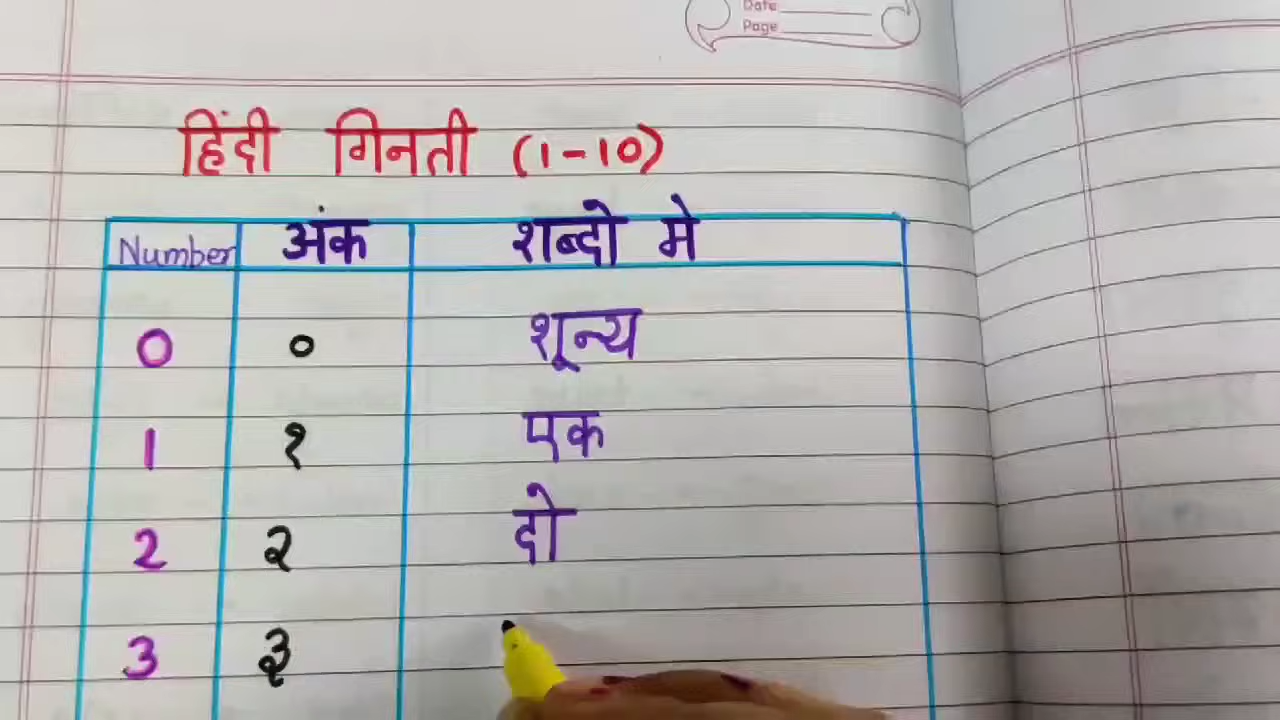 Date
Page
हिंदी गिनती (1-10)
Number अंक शब्दो मे
0 ० शून्य
1 १ एक
2 २ दो
3 ३